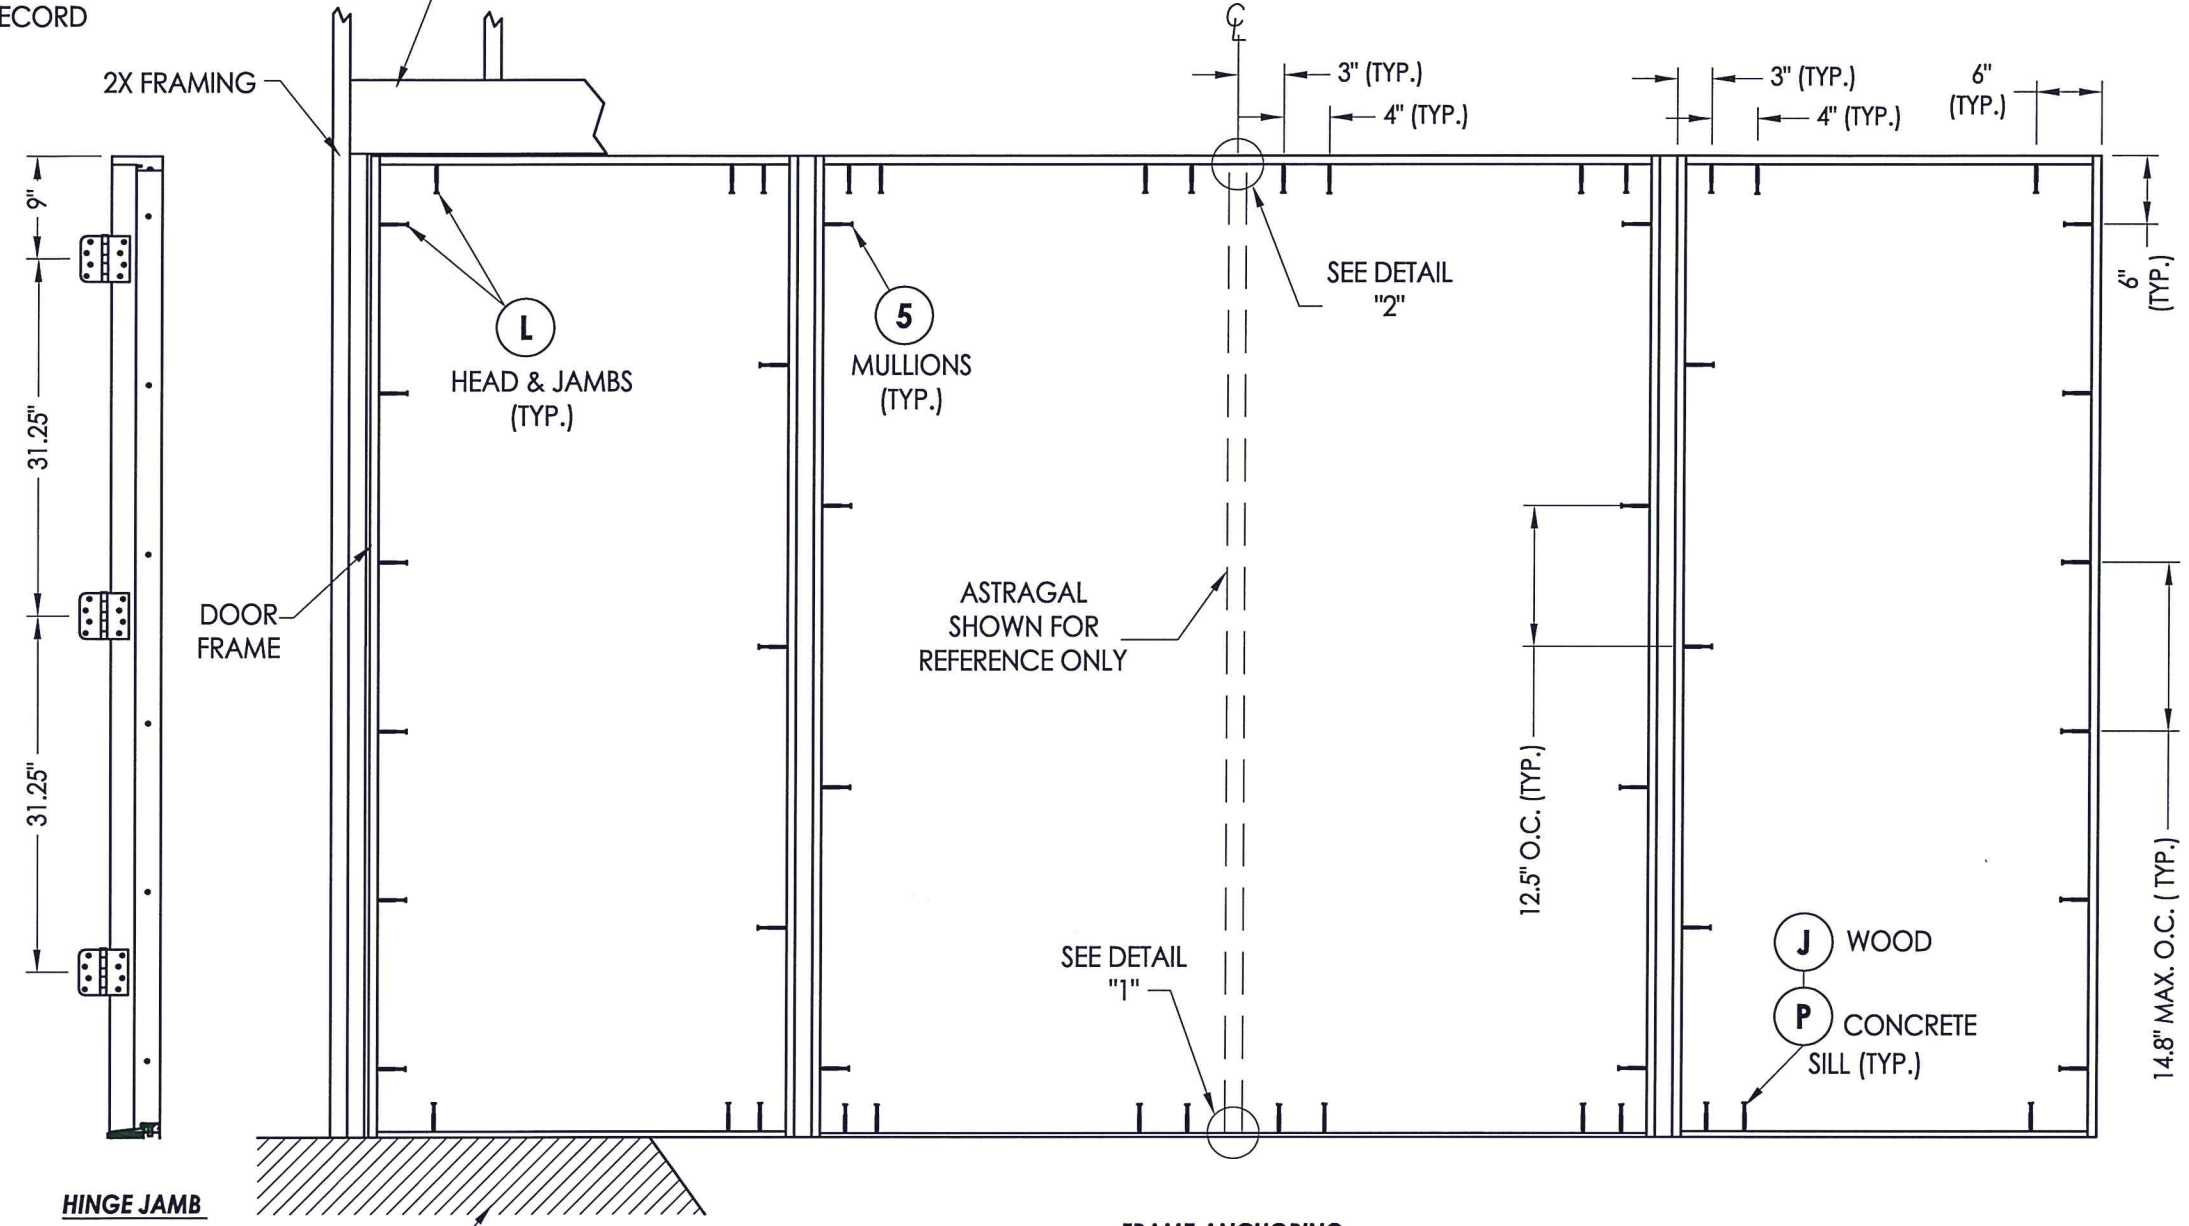 ECORD
2X FRAMING
3" (TYP.)
4" (TYP.)
3" (TYP.)
4" (TYP.)
6"
(TYP.)
9"
6"
(TYP.)
SEE DETAIL
"2"
L
HEAD & JAMBS
(TYP.)
5
MULLIONS
(TYP.)
31.25"
DOOR
FRAME
ASTRAGAL
SHOWN FOR
REFERENCE ONLY
31.25"
12.5" O.C. (TYP.)
14.8" MAX. O.C. ( TYP.)
SEE DETAIL
"1"
J WOOD
P CONCRETE
SILL (TYP.)
HINGE JAMB
FRAME ANCHORING